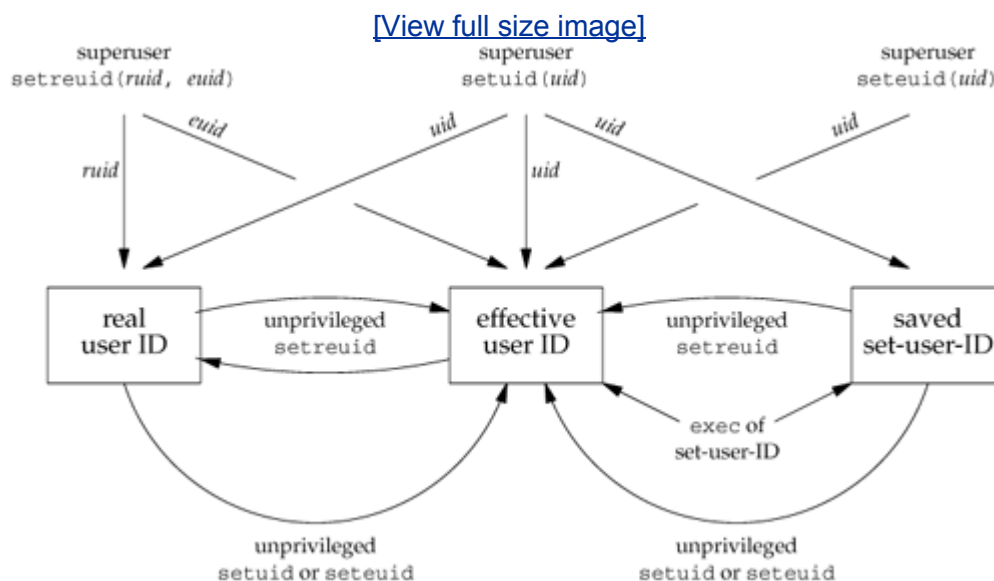 [View full size image]
superuser
setreuid(ruid, euid)
superuser
setuid(uid)
superuser
seteuid(uid)
ruid
euid
uid
uid
uid
uid
real
user ID
unprivileged
setreuid
effective
user ID
unprivileged
setreuid
saved
set-user-ID
exec of
set-user-ID
unprivileged
setuid or seteuid
unprivileged
setuid or seteuid